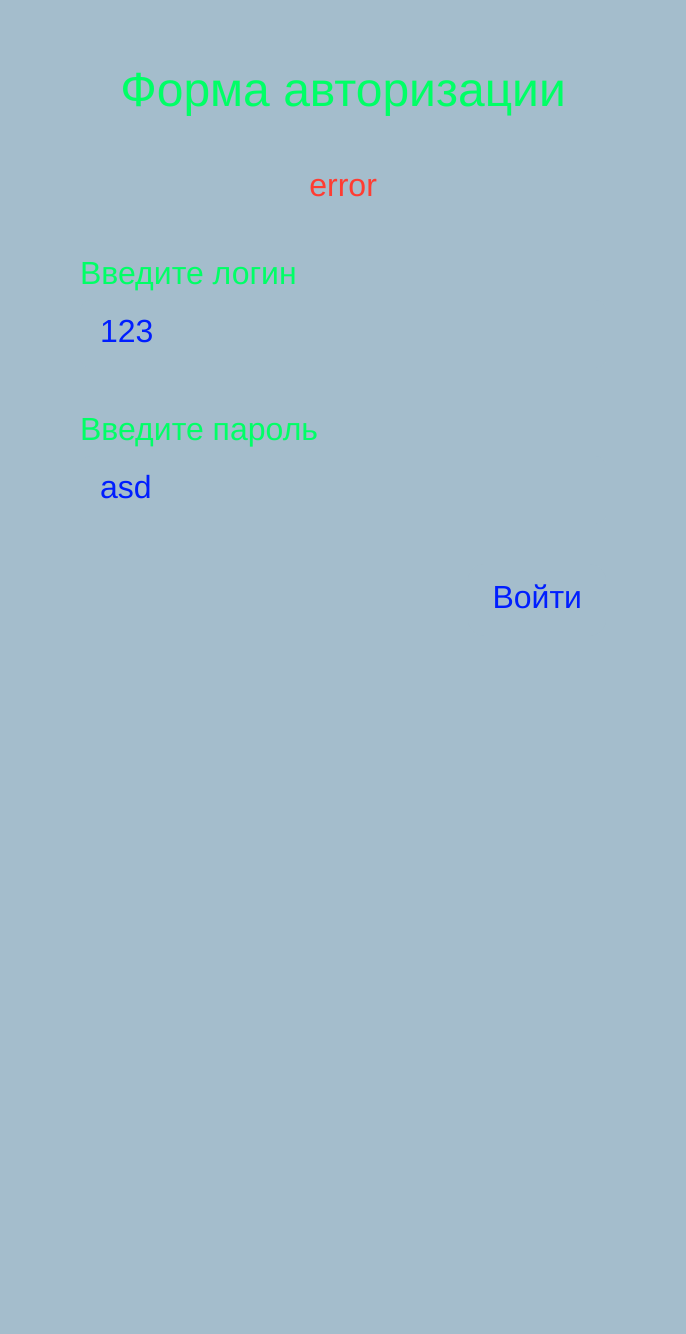 Форма авторизации
error
Введите логин
123
Введите пароль
asd
Войти